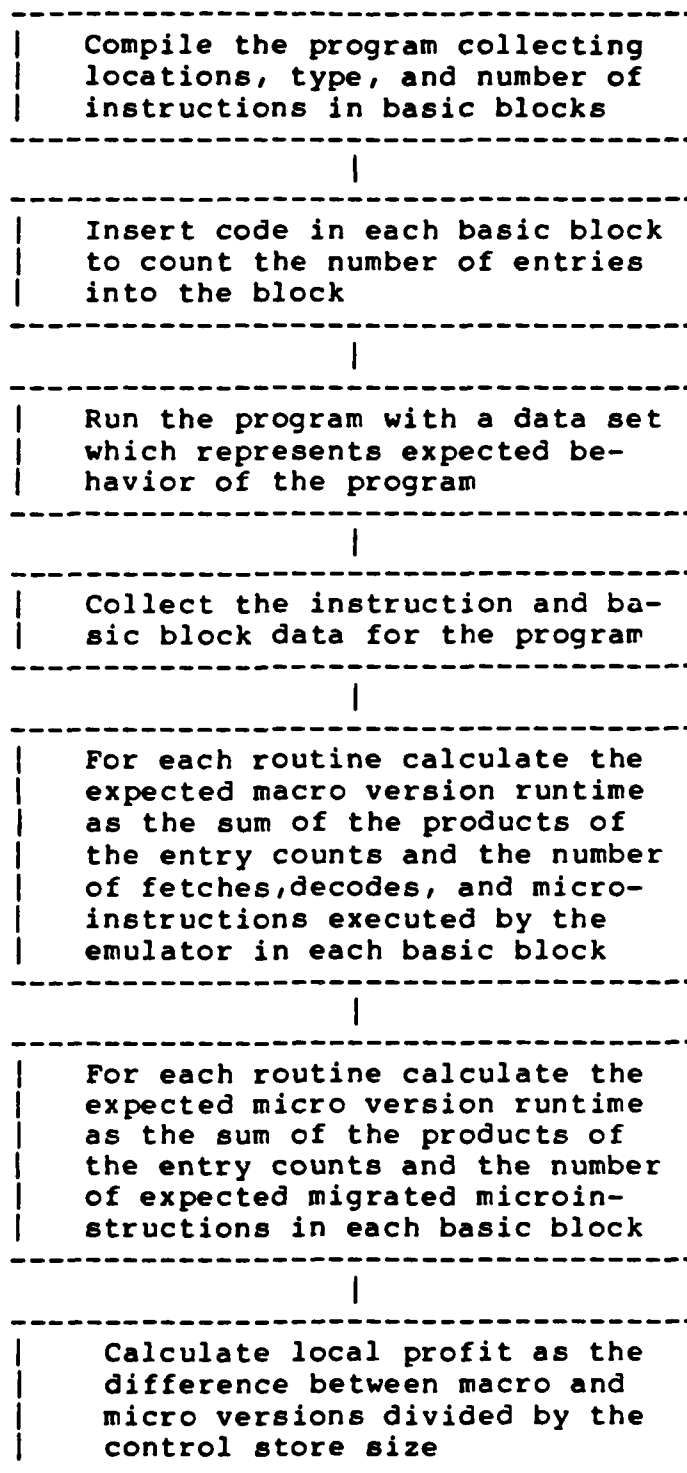 Compile the program collecting
locations, type, and number of
instructions in basic blocks
Insert code in each basic block
to count the number of entries
into the block
Run the program with a data set
which represents expected be-
havior of the program
Collect the instruction and ba-
sic block data for the program
For each routine calculate the
expected macro version runtime
as the sum of the products of
the entry counts and the number
of fetches,decodes, and micro-
instructions executed by the
emulator in each basic block
For each routine calculate the
expected micro version runtime
as the sum of the products of
the entry counts and the number
of expected migrated microin-
structions in each basic block
Calculate local profit as the
difference between macro and
micro versions divided by the
control store size